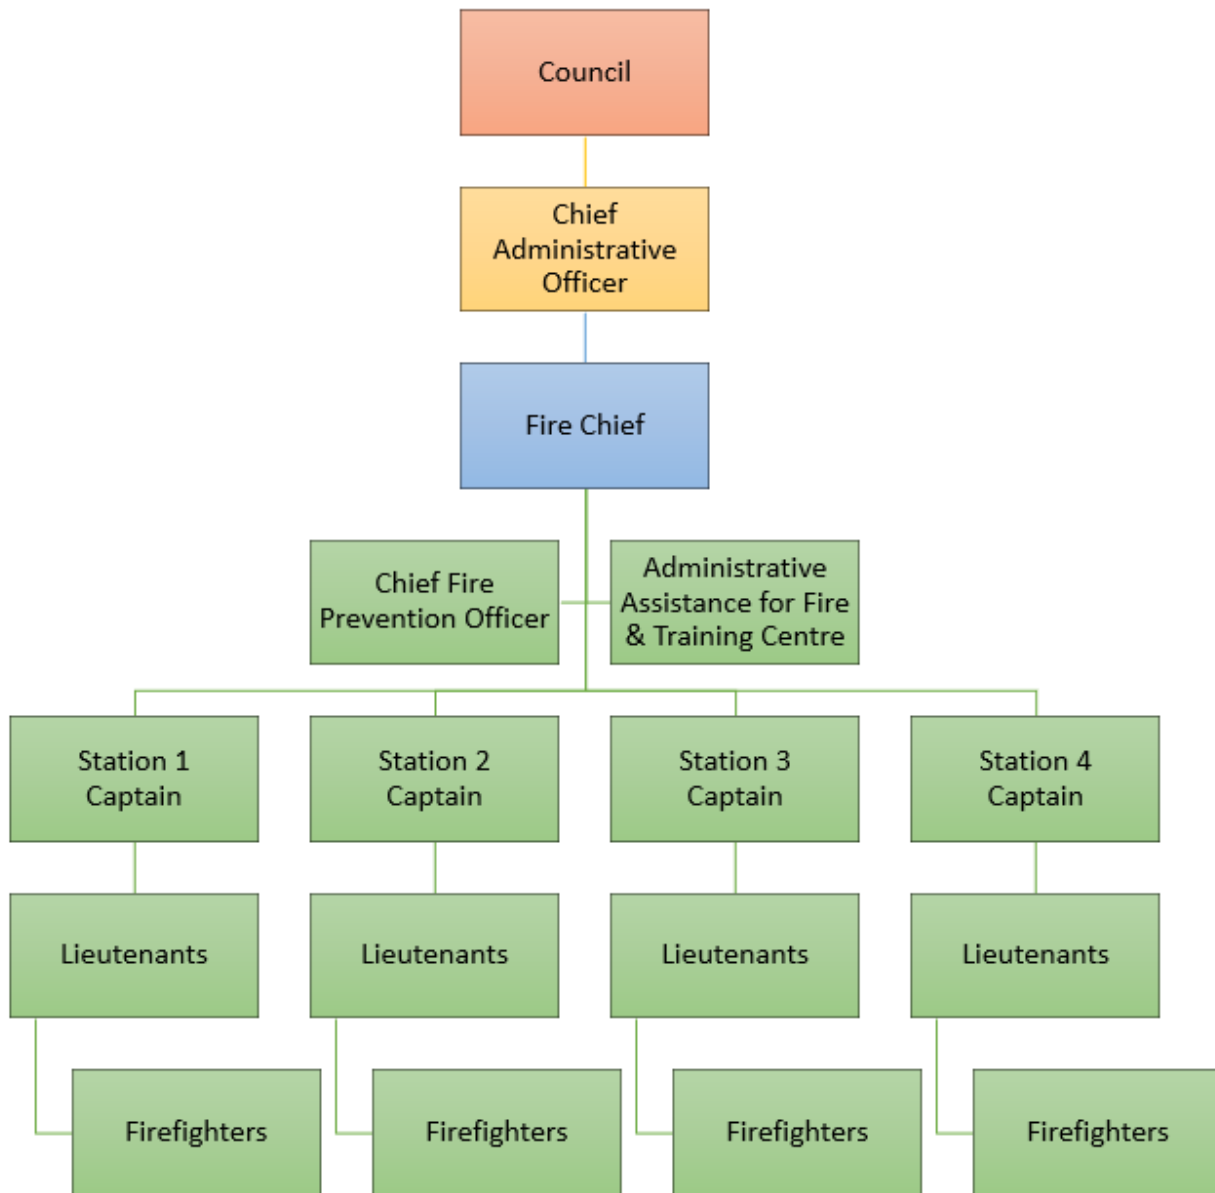 Council
Chief
Administrative
Officer
Fire Chief
Chief Fire
Prevention Officer
Administrative
Assistance for Fire
& Training Centre
Station 1
Captain
Station 2
Captain
Station 3
Captain
Station 4
Captain
Lieutenants
Lieutenants
Lieutenants
Lieutenants
Firefighters
Firefighters
Firefighters
Firefighters